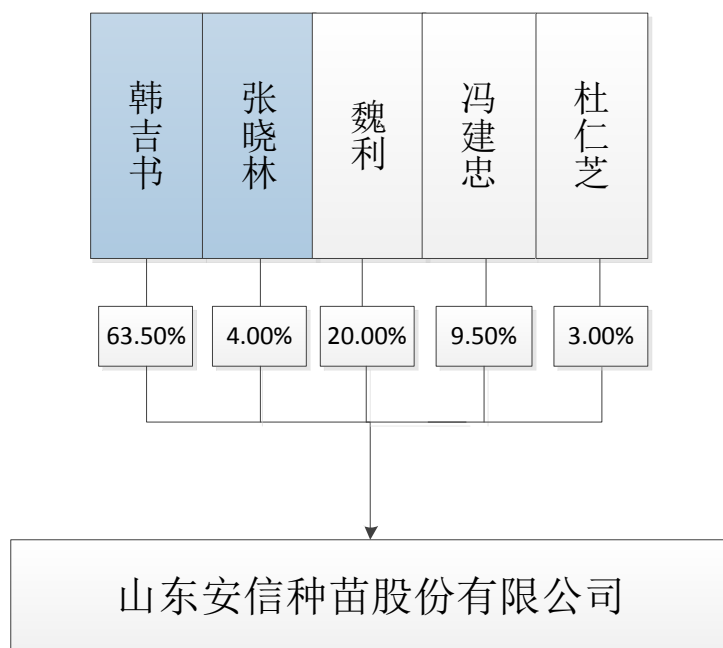 韩吉书
张晓林
魏利
冯建忠
杜仁芝
63.50%
4.00%
20.00%
9.50%
3.00%
山东安信种苗股份有限公司